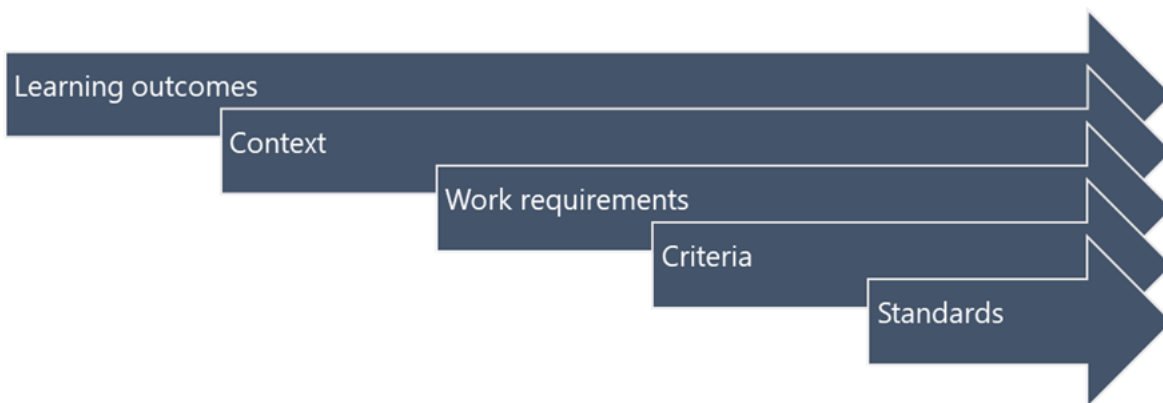 Learning outcomes
Context
Work requirements
Criteria
Standards